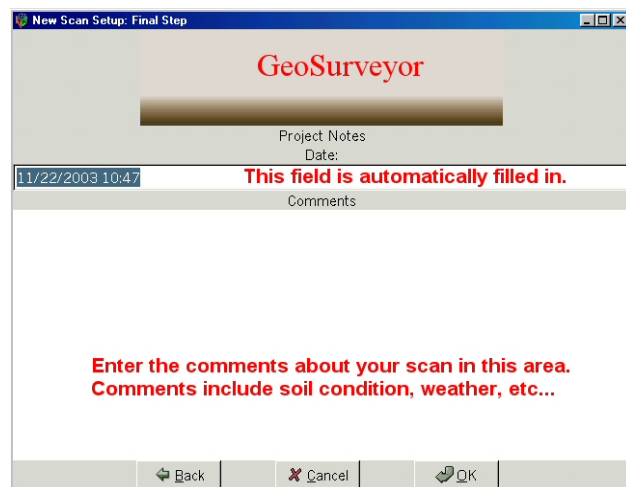 New Scan Setup: Final Step
GeoSurveyor
Project Notes
Date:
11/22/2003 10:47 This field is automatically filled in.
Comments
Enter the comments about your scan in this area.
Comments include soil condition, weather, etc...
Back Cancel OK